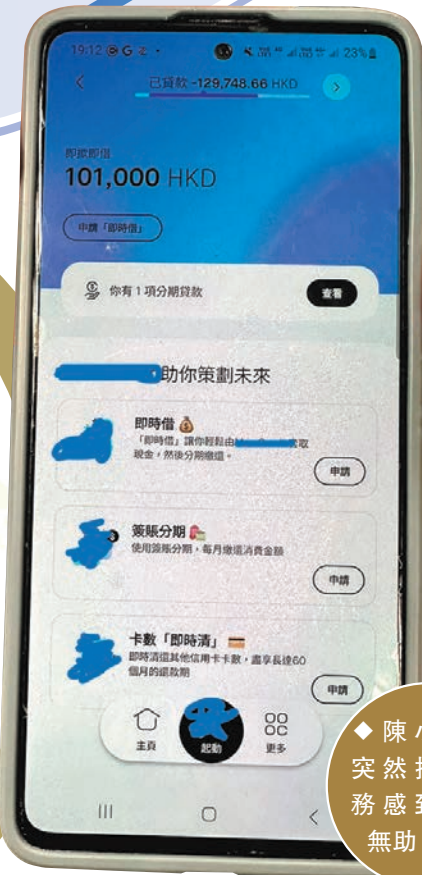 19:12
23%
已貸款 -129,748.66 HKD
即撳即借
101,000 HKD
申請「即時借」
你有1項分期貸款
查看
助你策劃未來
即時借
「即時借」讓你輕鬆由
取
現金，然後分期繳還。
申請
簽賬分期
使用簽賬分期，每月繳還消費金額
申請
卡數「即時清」
即時清還其他信用卡卡數，盡享長達60
個月的還款期
申請
主頁
起動
更多
◆陳小
突然
務感到
無助